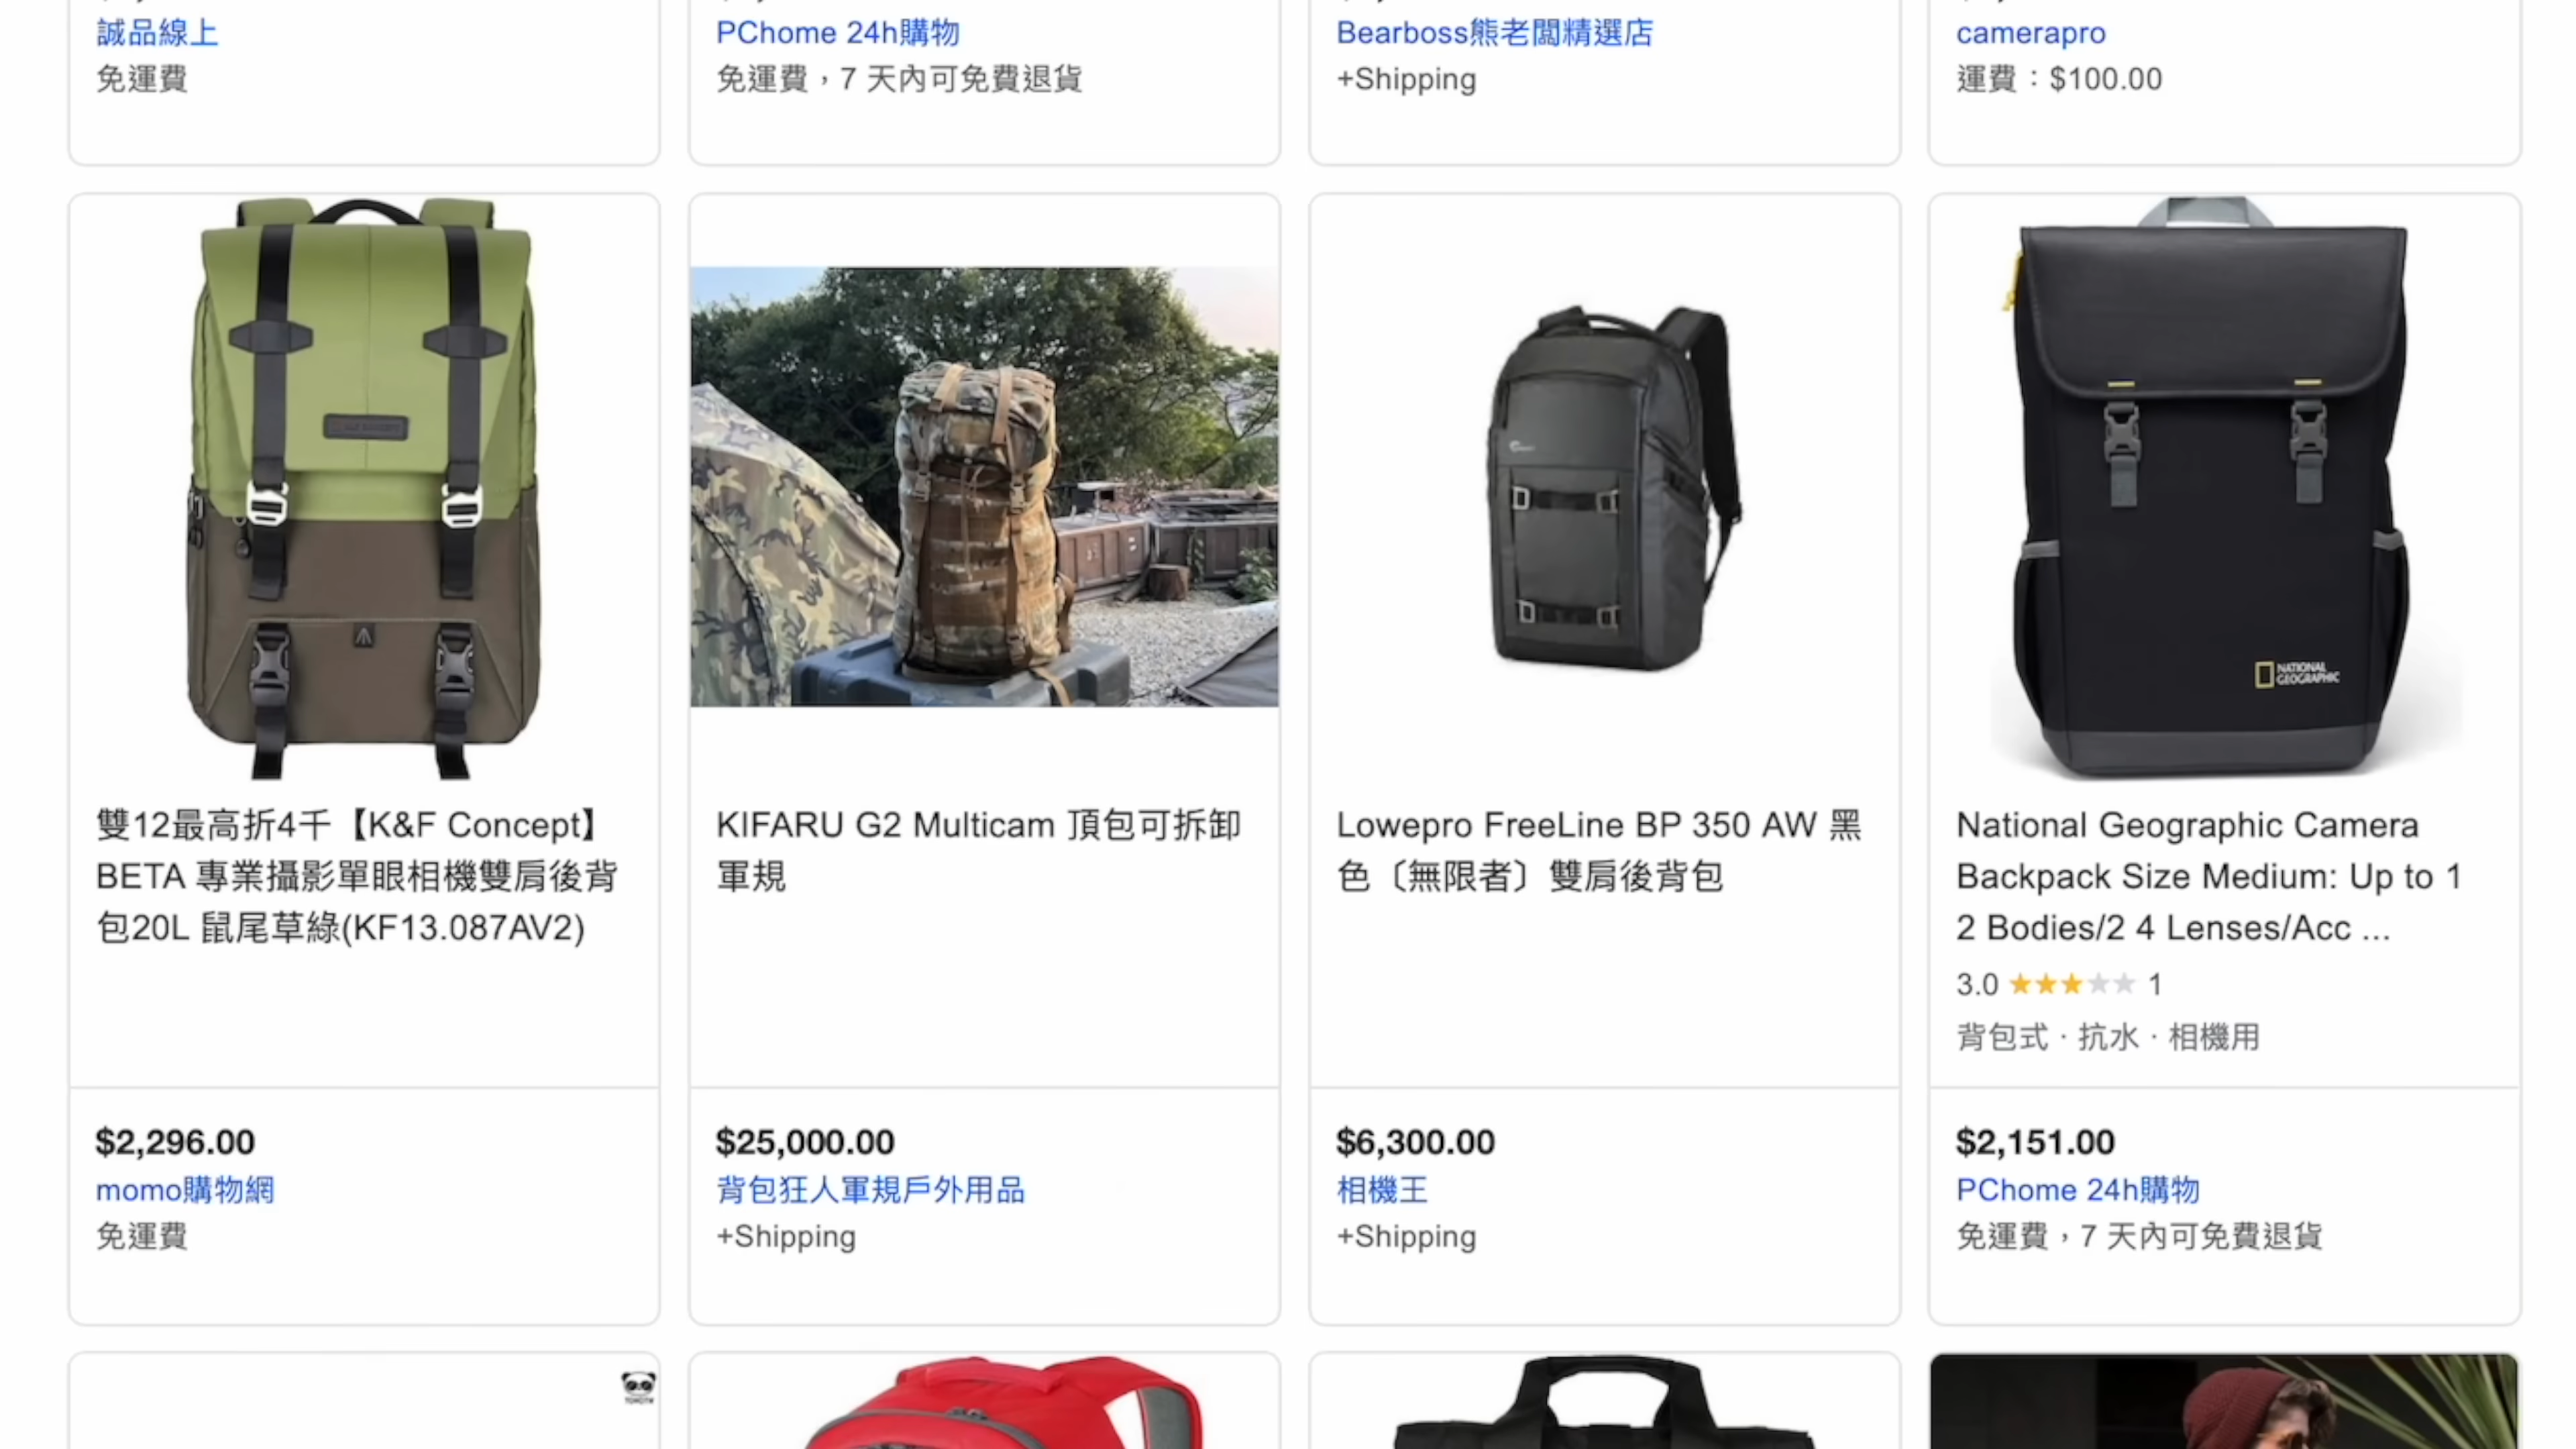 誠品線上
免運費
PChome 24h購物
免運費，7 天內可免費退貨
Bearboss熊老闆精選店
+Shipping
camerapro
運費：$100.00
NATIONAL
GEOGRAPHIC
雙12最高折4千【K&F Concept】
BETA 專業攝影單眼相機雙肩後背
包20L 鼠尾草綠(KF13.087AV2)
$2,296.00
momo購物網
免運費
KIFARU G2 Multicam 頂包可拆卸
軍規
$25,000.00
背包狂人軍規戶外用品
+Shipping
Lowepro FreeLine BP 350 AW 黑
色〔無限者〕雙肩後背包
$6,300.00
相機王
+Shipping
National Geographic Camera
Backpack Size Medium: Up to 1
2 Bodies/2 4 Lenses/Acc ...
3.0 ★★★★★ 1
背包式 · 抗水 · 相機用
$2,151.00
PChome 24h購物
免運費，7 天內可免費退貨